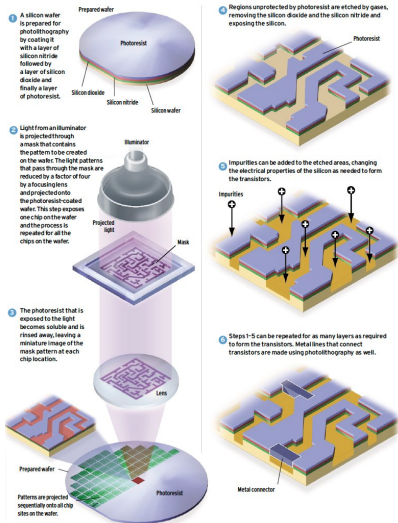 1
A silicon wafer
is prepared for
photolithography
by coating it
with a layer of
silicon nitride
followed by
a layer of silicon
dioxide and
finally a layer
of photoresist.
Prepared wafer
Photoresist
Silicon dioxide
Silicon nitride
Silicon wafer
2
Light from an illuminator
is projected through
a mask that contains
the pattern to be created
on the wafer. The light patterns
that pass through the mask are
reduced by a factor of four
by a focusing lens
and projected onto
the photoresist-coated
wafer. This step exposes
one chip on the wafer
and the process is
repeated for all the
chips on the wafer.
Illuminator
Projected
light
Mask
3
The photoresist that is
exposed to the light
becomes soluble and is
rinsed away, leaving a
miniature image of the
mask pattern at each
chip location.
Lens
Prepared wafer
Photoresist
Patterns are projected
sequentially onto all chip
sites on the wafer.
4
Regions unprotected by photoresist are etched by gases,
removing the silicon dioxide and the silicon nitride and
exposing the silicon.
Photoresist
5
Impurities can be added to the etched areas, changing
the electrical properties of the silicon as needed to form
the transistors.
Impurities
6
Steps 1–5 can be repeated for as many layers as required
to form the transistors. Metal lines that connect
transistors are made using photolithography as well.
Metal connector